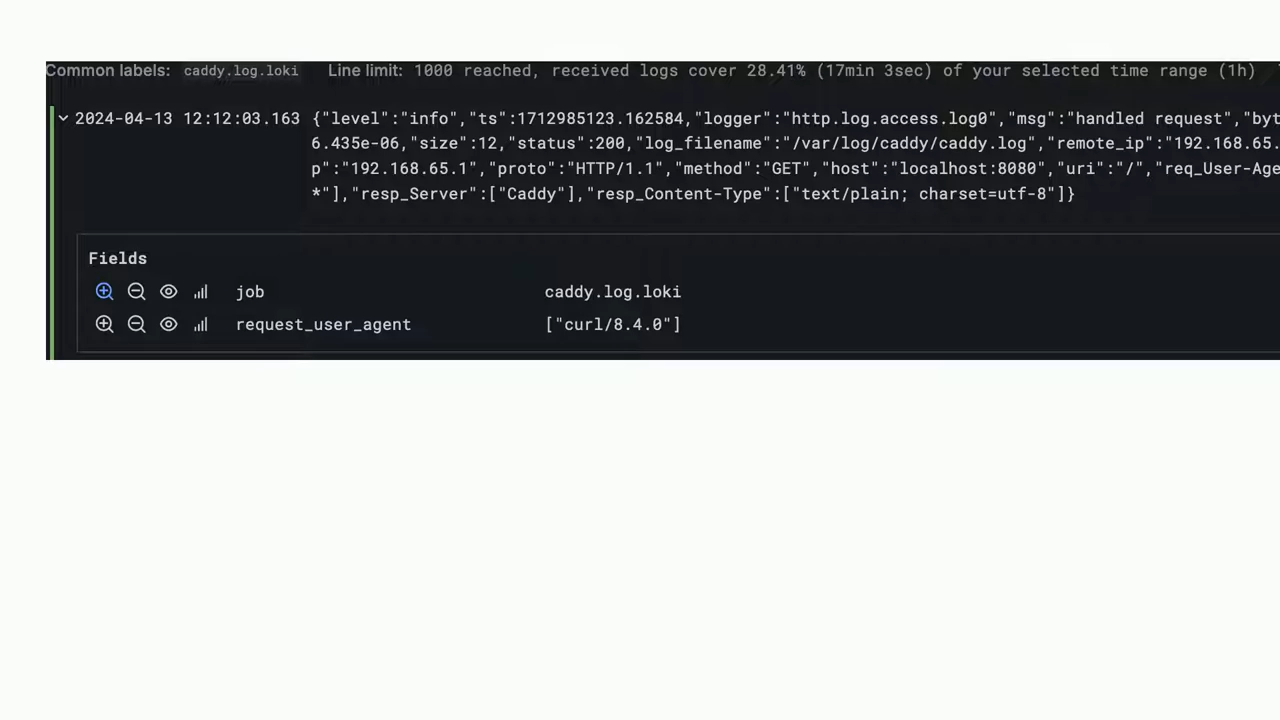 Common labels: caddy.log.loki Line limit: 1000 reached, received logs cover 28.41% (17min 3sec) of your selected time range (1h)
2024-04-13 12:12:03.163 {"level":"info","ts":1712985123.162584,"logger":"http.log.access.log0","msg":"handled request","byt
6.435e-06,"size":12,"status":200,"log_filename":"/var/log/caddy/caddy.log","remote_ip":"192.168.65.
p":"192.168.65.1","proto":"HTTP/1.1","method":"GET","host":"localhost:8080","uri":"/","req_User-Age
*"],"resp_Server":["Caddy"],"resp_Content-Type":["text/plain; charset=utf-8"]}
Fields
job caddy.log.loki
request_user_agent ["curl/8.4.0"]